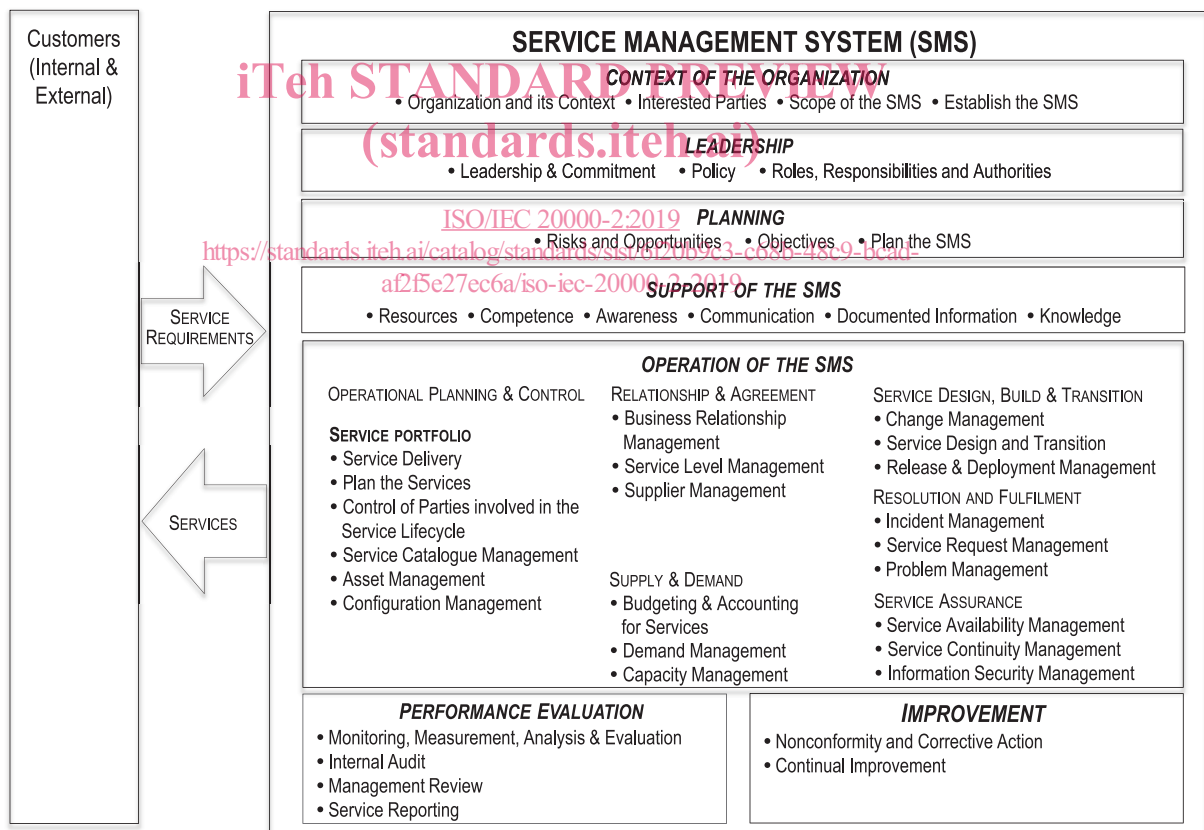 Customers
(Internal &
External)
SERVICE MANAGEMENT SYSTEM (SMS)
iTeh STANDARD PREVIEW
(standards.iteh.ai)
ISO/IEC 20000-2:2019
https://standards.iteh.ai/catalog/standards/sist/6f20b9c3-c68b-48c9-bcad-
af2f5e27ec6a/iso-iec-20000-2-2019
CONTEXT OF THE ORGANIZATION
• Organization and its Context • Interested Parties • Scope of the SMS • Establish the SMS
LEADERSHIP
• Leadership & Commitment • Policy • Roles, Responsibilities and Authorities
PLANNING
• Risks and Opportunities • Objectives • Plan the SMS
SUPPORT OF THE SMS
• Resources • Competence • Awareness • Communication • Documented Information • Knowledge
SERVICE
REQUIREMENTS
SERVICES
OPERATION OF THE SMS
OPERATIONAL PLANNING & CONTROL
SERVICE PORTFOLIO
• Service Delivery
• Plan the Services
• Control of Parties involved in the
Service Lifecycle
• Service Catalogue Management
• Asset Management
• Configuration Management
RELATIONSHIP & AGREEMENT
• Business Relationship
Management
• Service Level Management
• Supplier Management
SUPPLY & DEMAND
• Budgeting & Accounting
for Services
• Demand Management
• Capacity Management
SERVICE DESIGN, BUILD & TRANSITION
• Change Management
• Service Design and Transition
• Release & Deployment Management
RESOLUTION AND FULFILMENT
• Incident Management
• Service Request Management
• Problem Management
SERVICE ASSURANCE
• Service Availability Management
• Service Continuity Management
• Information Security Management
PERFORMANCE EVALUATION
• Monitoring, Measurement, Analysis & Evaluation
• Internal Audit
• Management Review
• Service Reporting
IMPROVEMENT
• Nonconformity and Corrective Action
• Continual Improvement